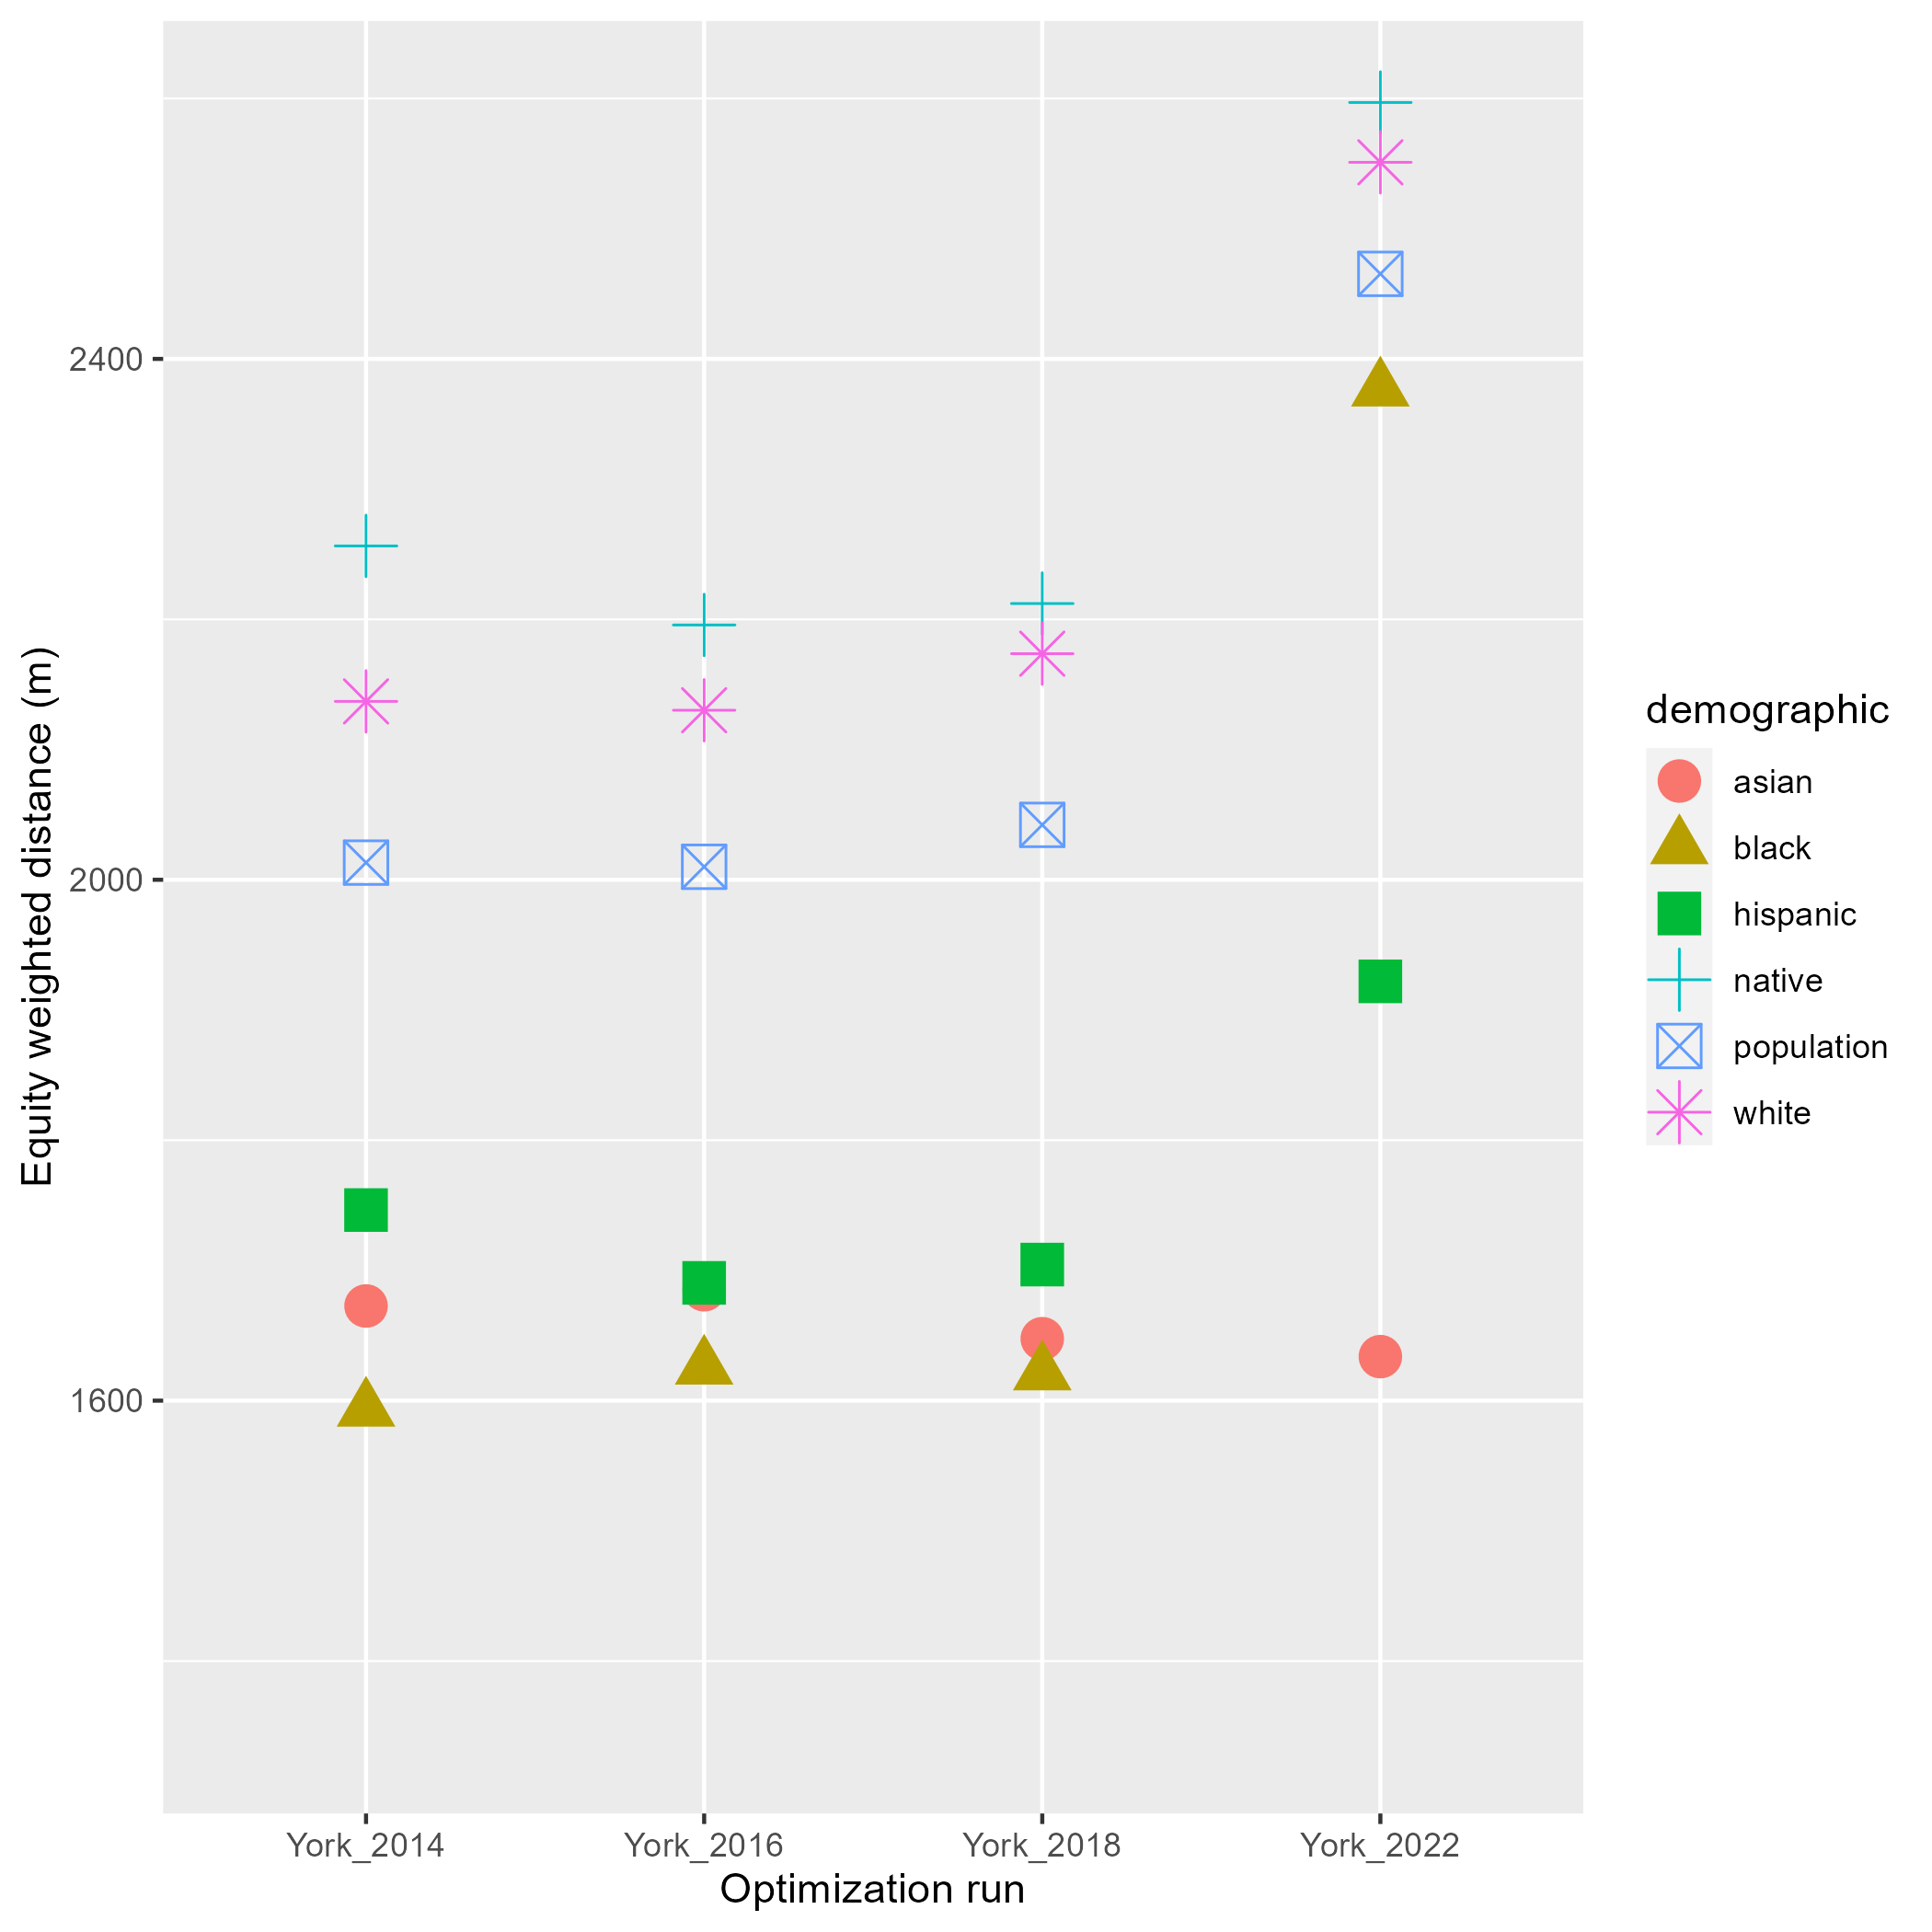 Equity weighted distance (m)
2400
2000
1600
York_2014
York_2016
York_2018
York_2022
Optimization run
demographic
asian
black
hispanic
native
population
white